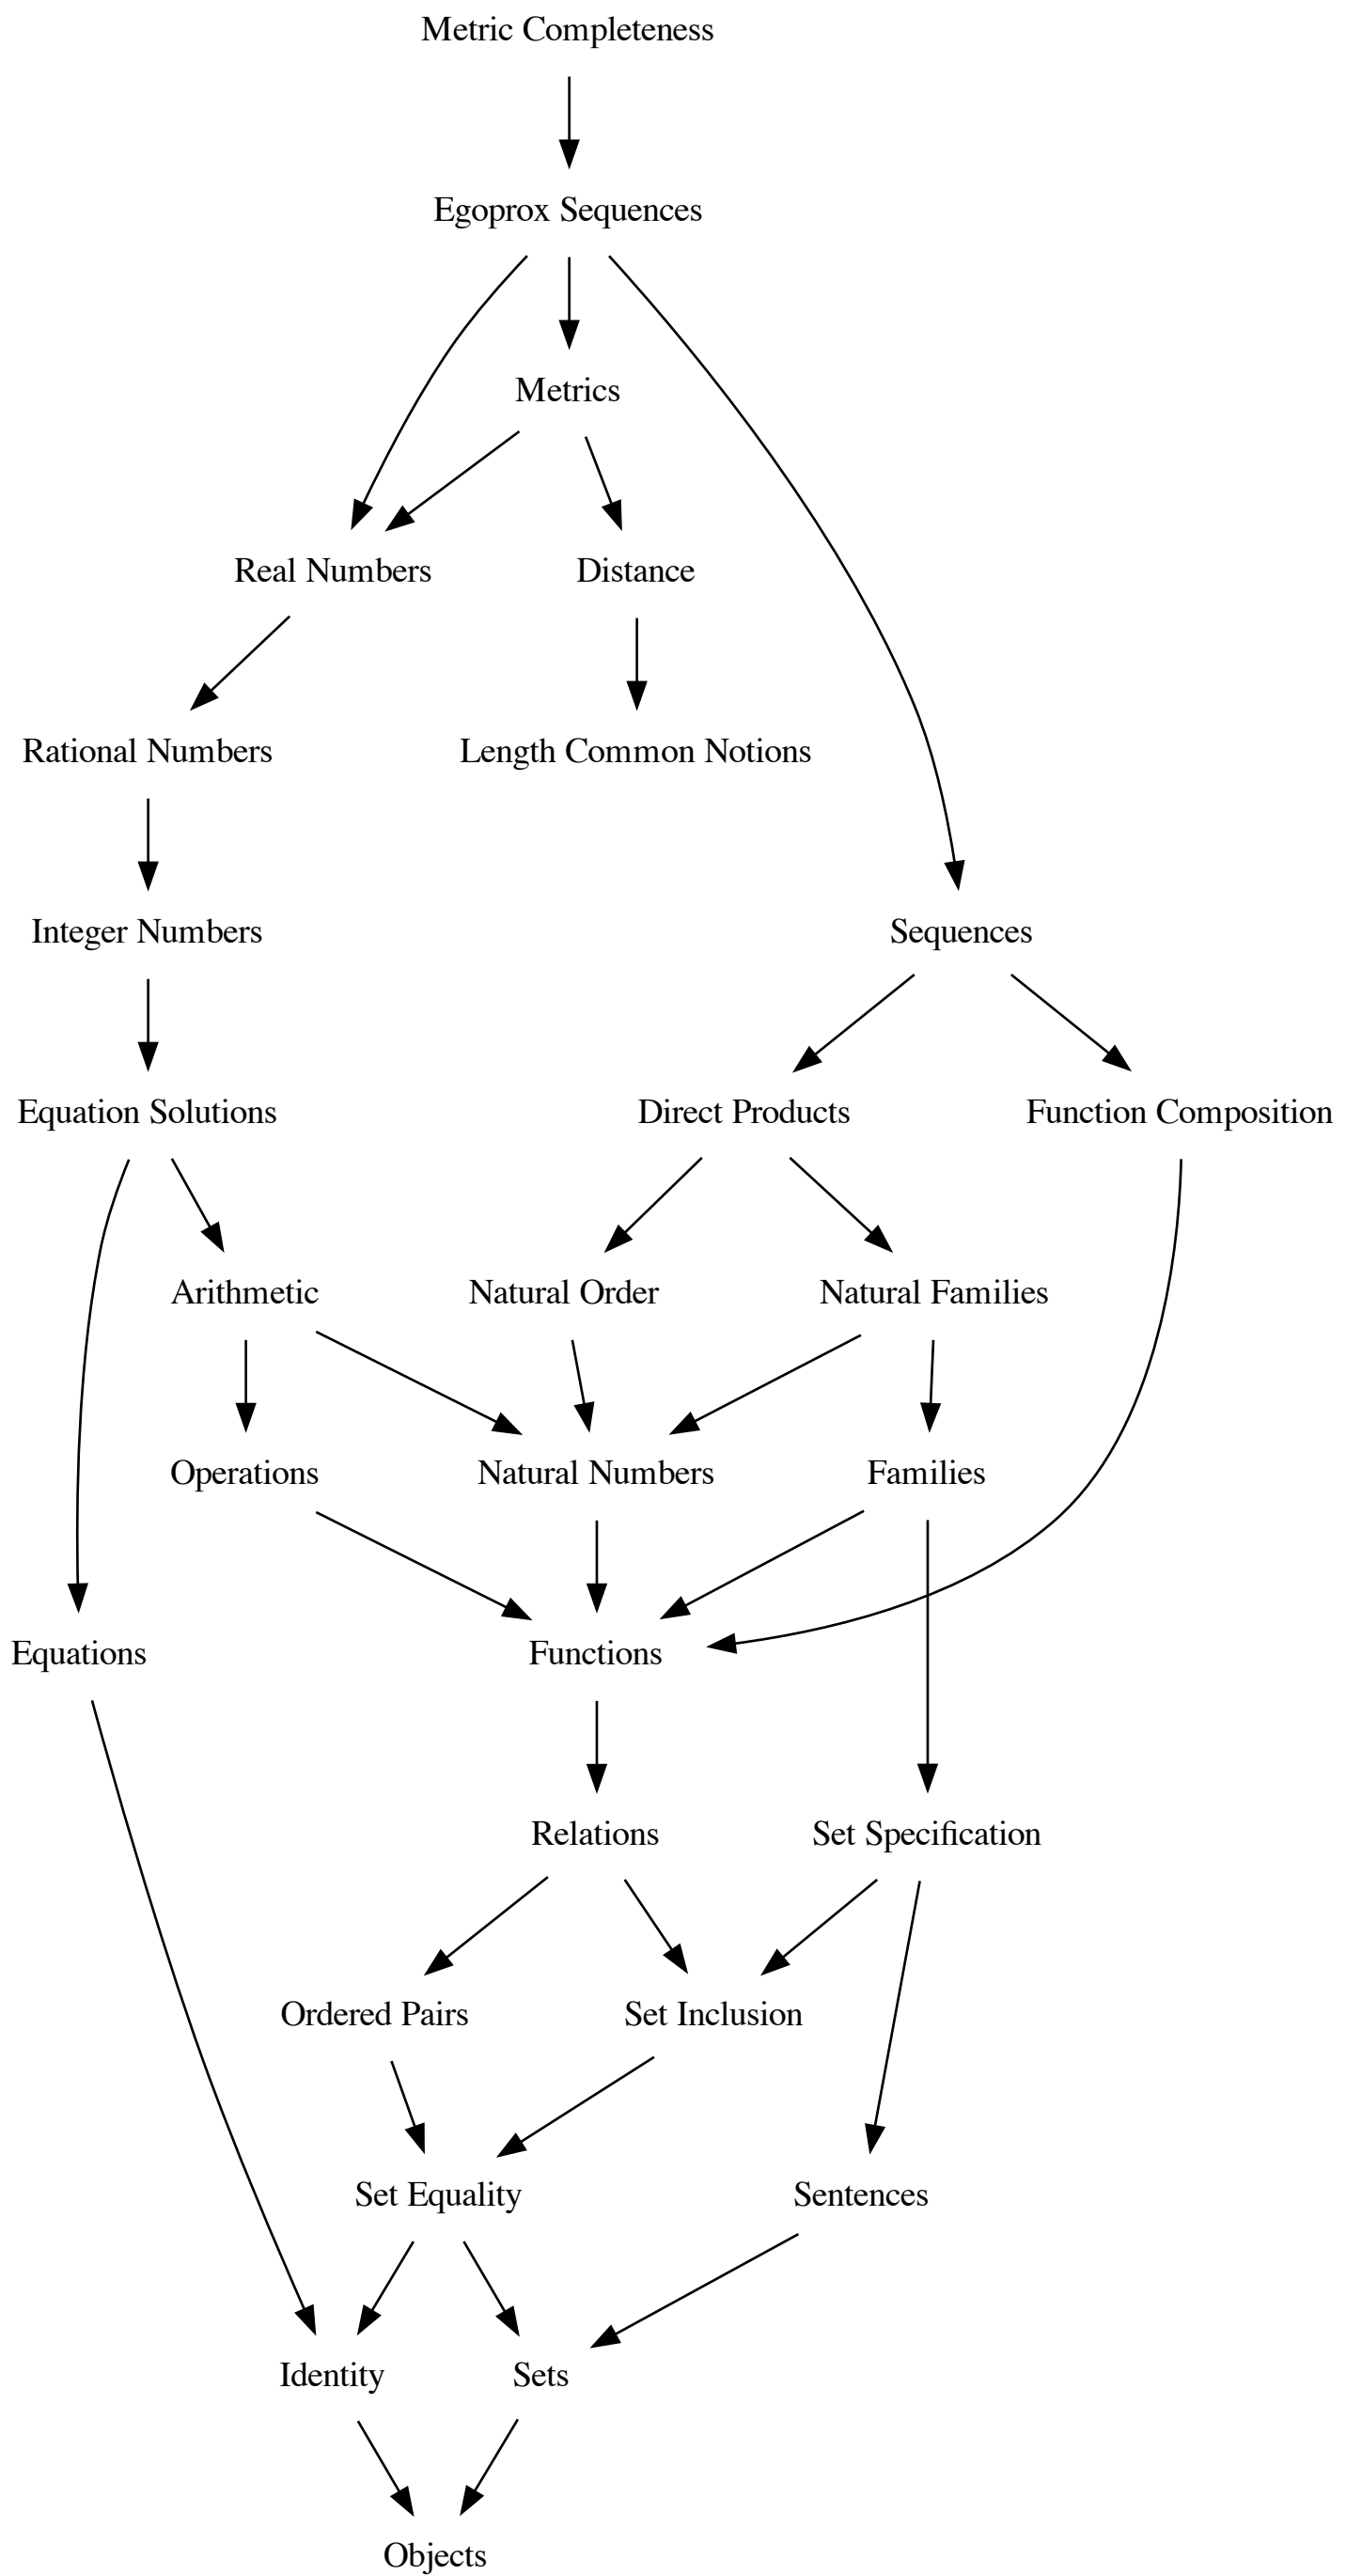 Metric Completeness
Egoprox Sequences
Metrics
Real Numbers
Distance
Rational Numbers
Length Common Notions
Integer Numbers
Sequences
Equation Solutions
Direct Products
Function Composition
Arithmetic
Natural Order
Natural Families
Operations
Natural Numbers
Families
Equations
Functions
Relations
Set Specification
Ordered Pairs
Set Inclusion
Set Equality
Sentences
Identity
Sets
Objects